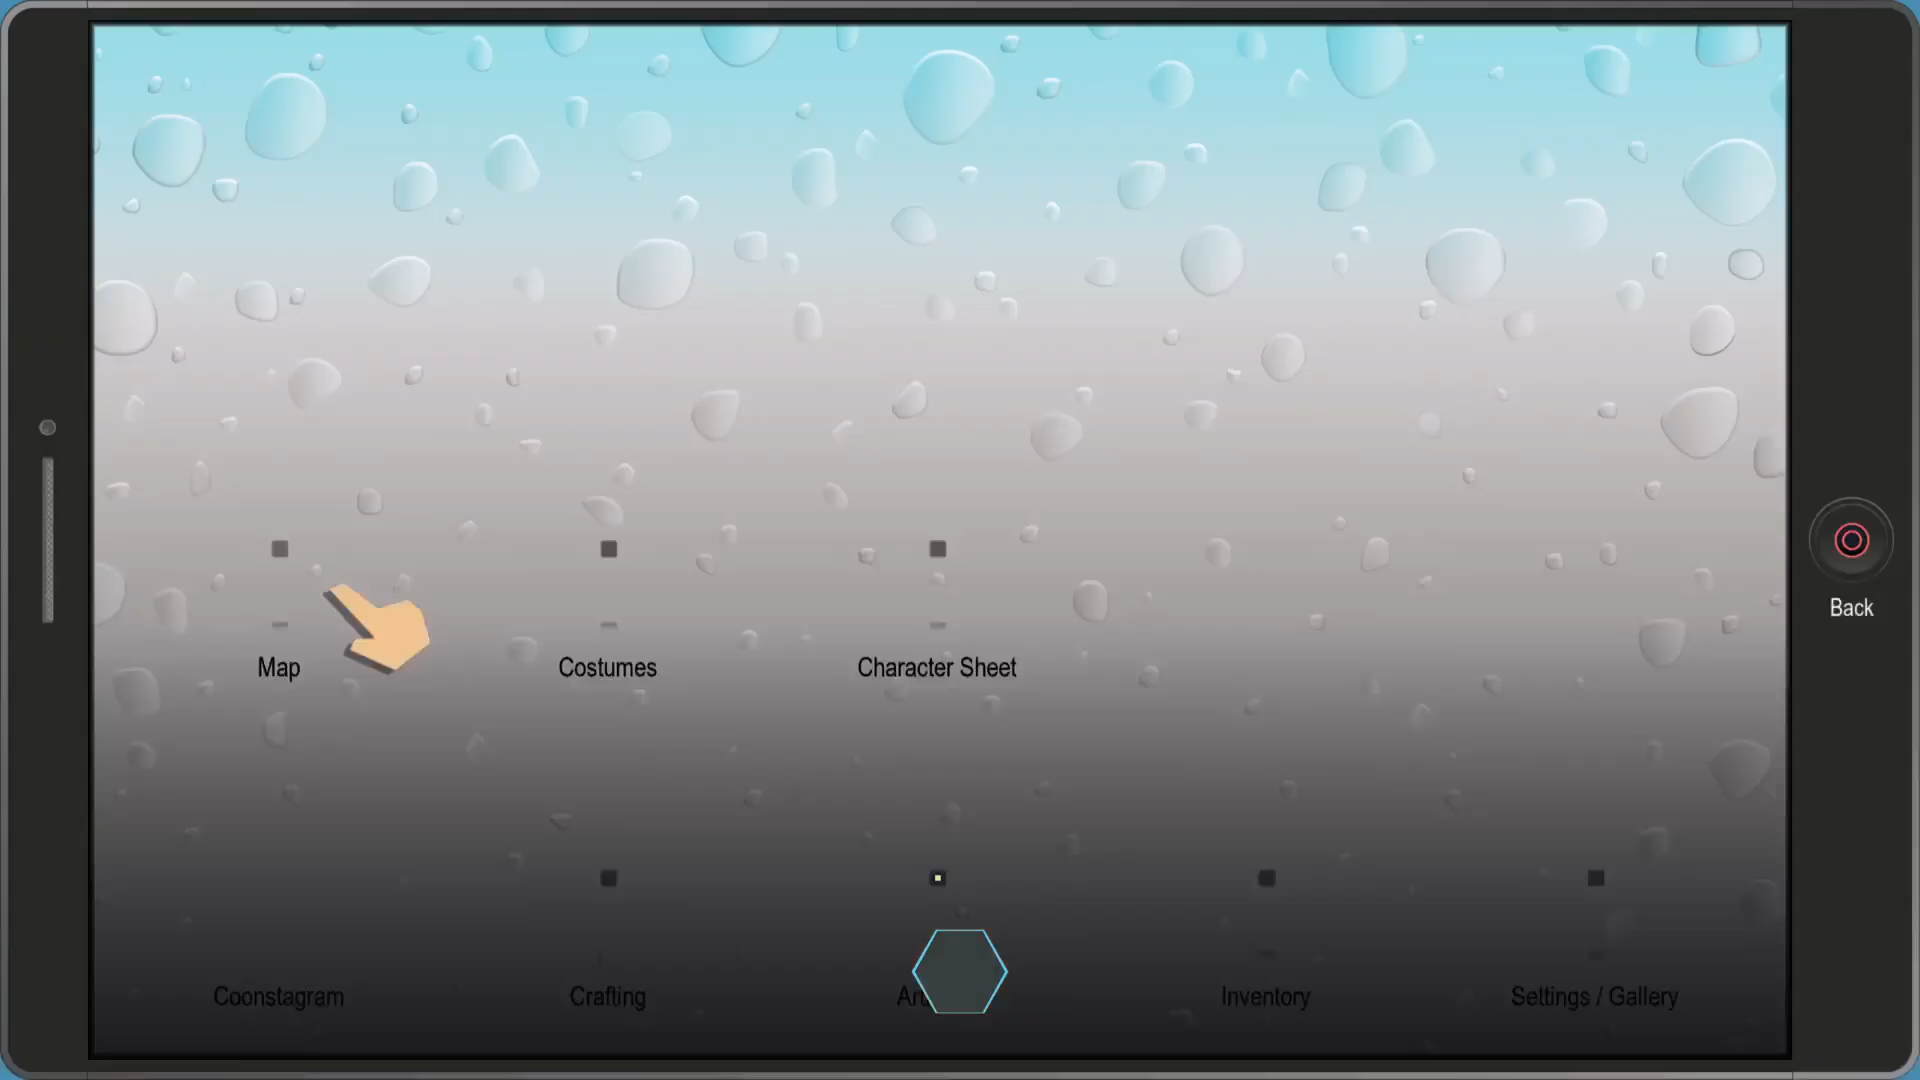 Back
Map
Costumes
Character Sheet
Coonstagram
Crafting
Inventory
Settings / Gallery